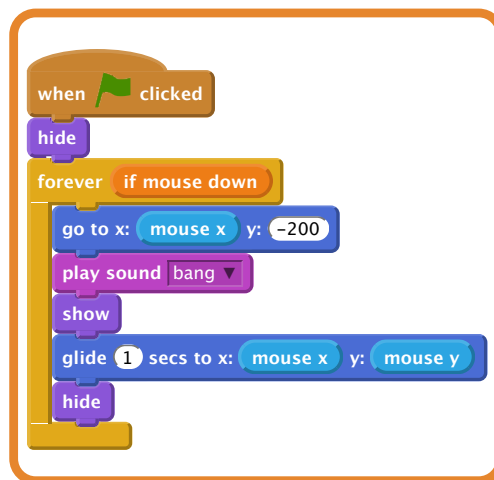 when clicked
hide
forever if mouse down
go to x: mouse x y: -200
play sound bang ▼
show
glide 1 secs to x: mouse x y: mouse y
hide